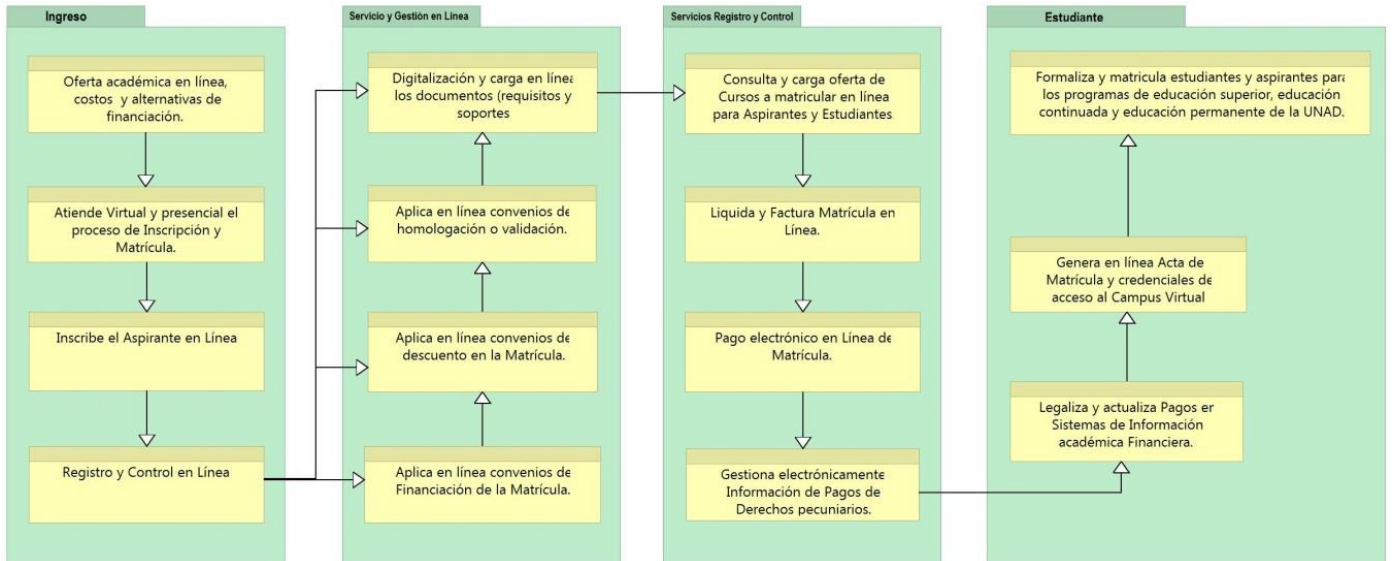 Ingreso
Oferta académica en línea,
costos y alternativas de
financiación.
Atiende Virtual y presencial el
proceso de Inscripción y
Matrícula.
Inscribe el Aspirante en Línea
Registro y Control en Línea
Servicio y Gestión en Línea
Digitalización y carga en línea
los documentos (requisitos y
soportes
Aplica en línea convenios de
homologación o validación.
Aplica en línea convenios de
descuento en la Matrícula.
Aplica en línea convenios de
Financiación de la Matrícula.
Servicios Registro y Control
Consulta y carga oferta de
Cursos a matricular en línea
para Aspirantes y Estudiantes
Liquida y Factura Matrícula en
Línea.
Pago electrónico en Línea de
Matrícula.
Gestiona electrónicamente
Información de Pagos de
Derechos pecuniarios.
Estudiante
Formaliza y matricula estudiantes y aspirantes para
los programas de educación superior, educación
continuada y educación permanente de la UNAD.
Genera en línea Acta de
Matrícula y credenciales de
acceso al Campus Virtual
Legaliza y actualiza Pagos en
Sistemas de Información
académica Financiera.